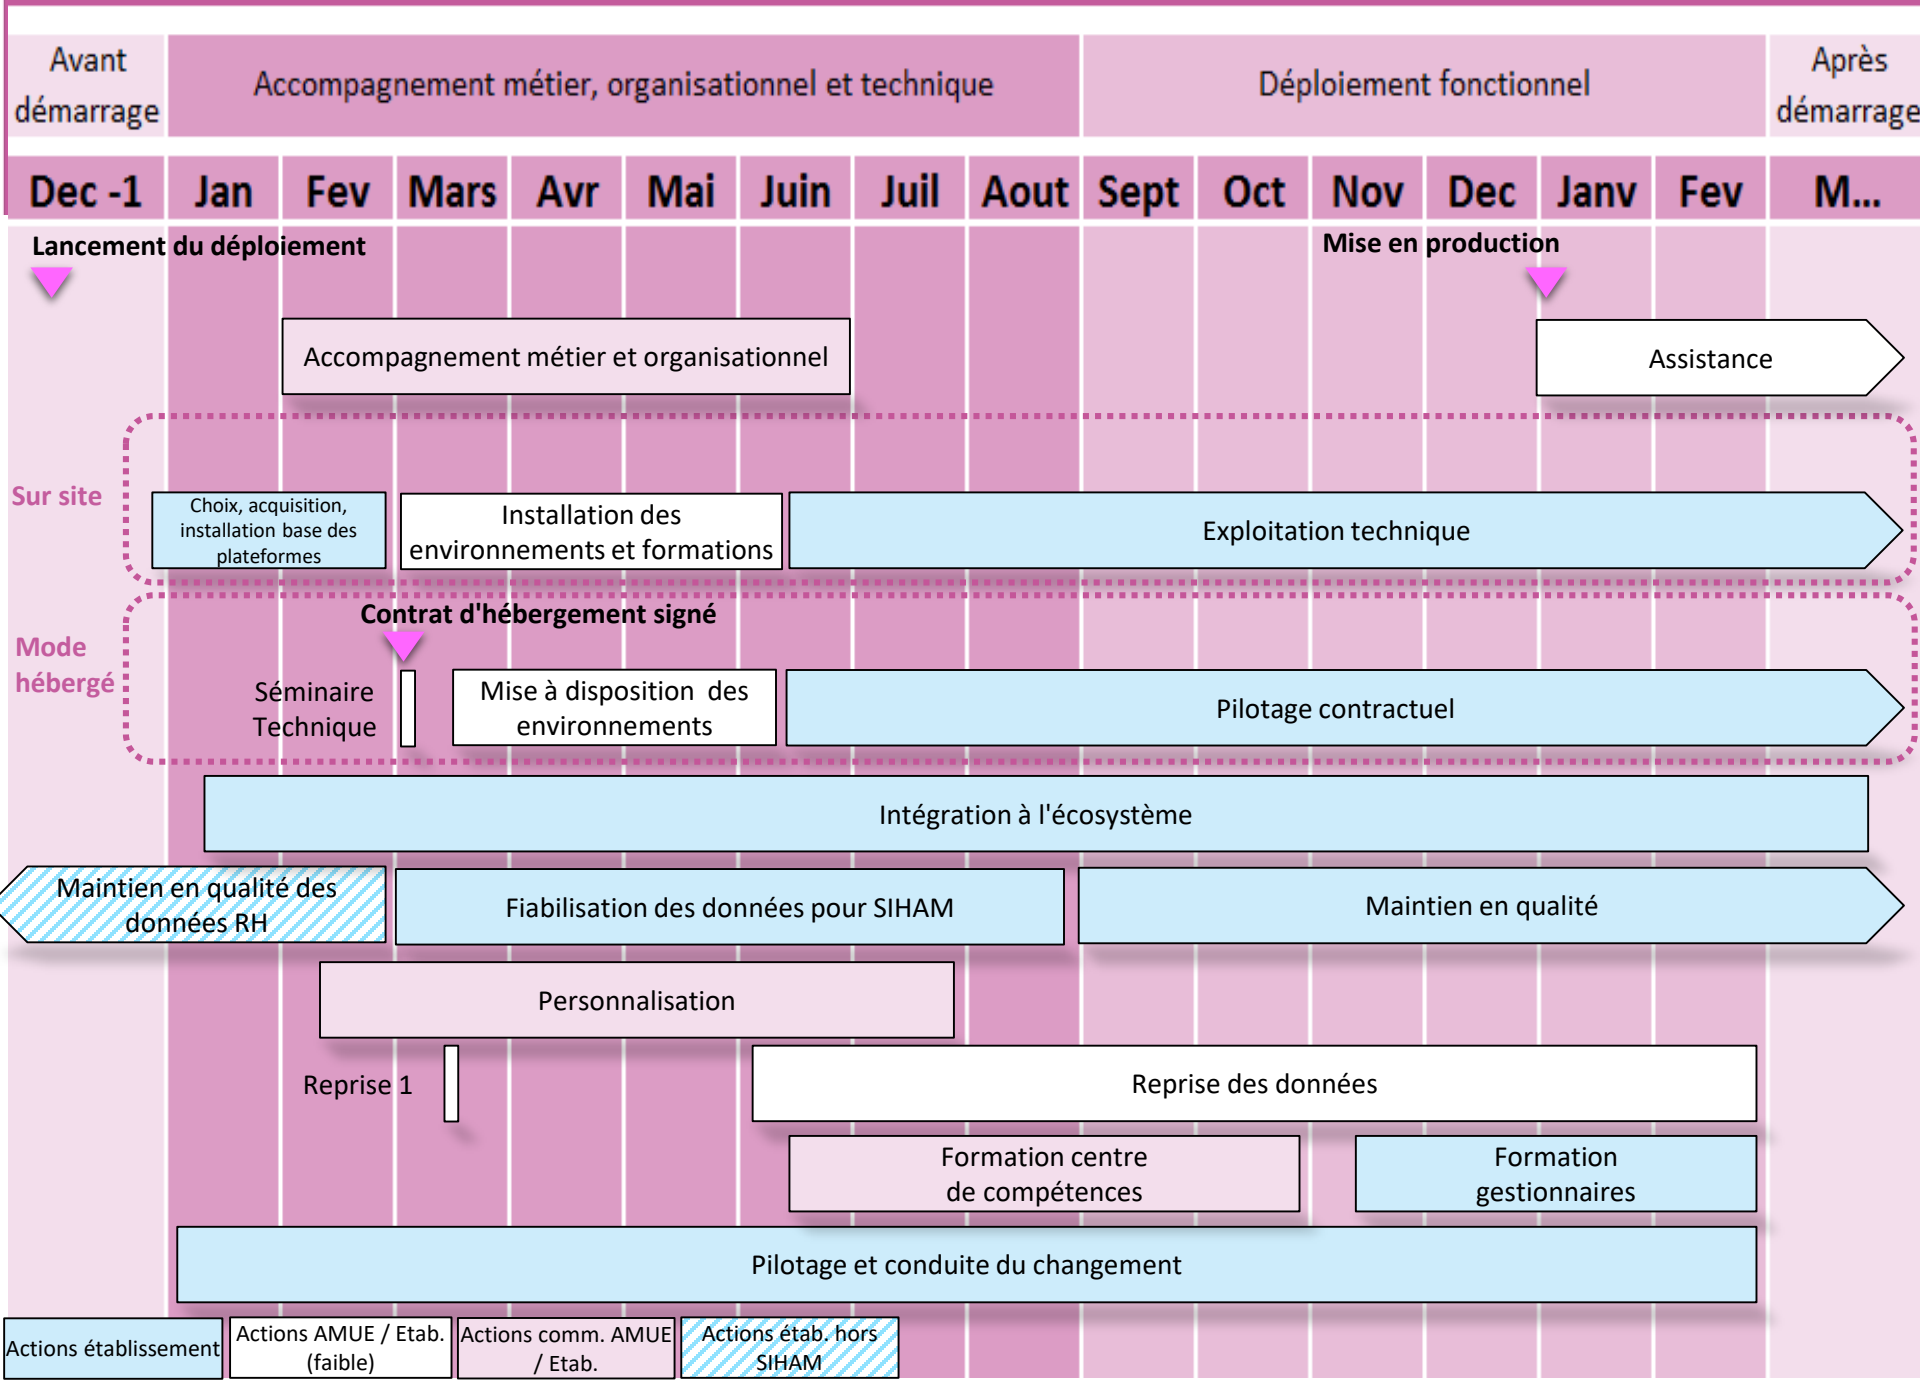 Avant
démarrage
Accompagnement métier, organisationnel et technique
Déploiement fonctionnel
Après
démarrage
Dec -1 Jan Fev Mars Avr Mai Juin Juil Aout Sept Oct Nov Dec Janv Fev M...
Lancement du déploiement
Mise en production
Accompagnement métier et organisationnel
Assistance
Sur site
Choix, acquisition,
installation base des
plateformes
Installation des
environnements et formations
Exploitation technique
Contrat d'hébergement signé
Mode
hébergé
Séminaire
Technique
Mise à disposition des
environnements
Pilotage contractuel
Intégration à l'écosystème
Maintien en qualité des
données RH
Fiabilisation des données pour SIHAM
Maintien en qualité
Personnalisation
Reprise 1
Reprise des données
Formation centre
de compétences
Formation
gestionnaires
Pilotage et conduite du changement
Actions établissement
Actions AMUE / Etab.
(faible)
Actions comm. AMUE
/ Etab.
Actions étab. hors
SIHAM